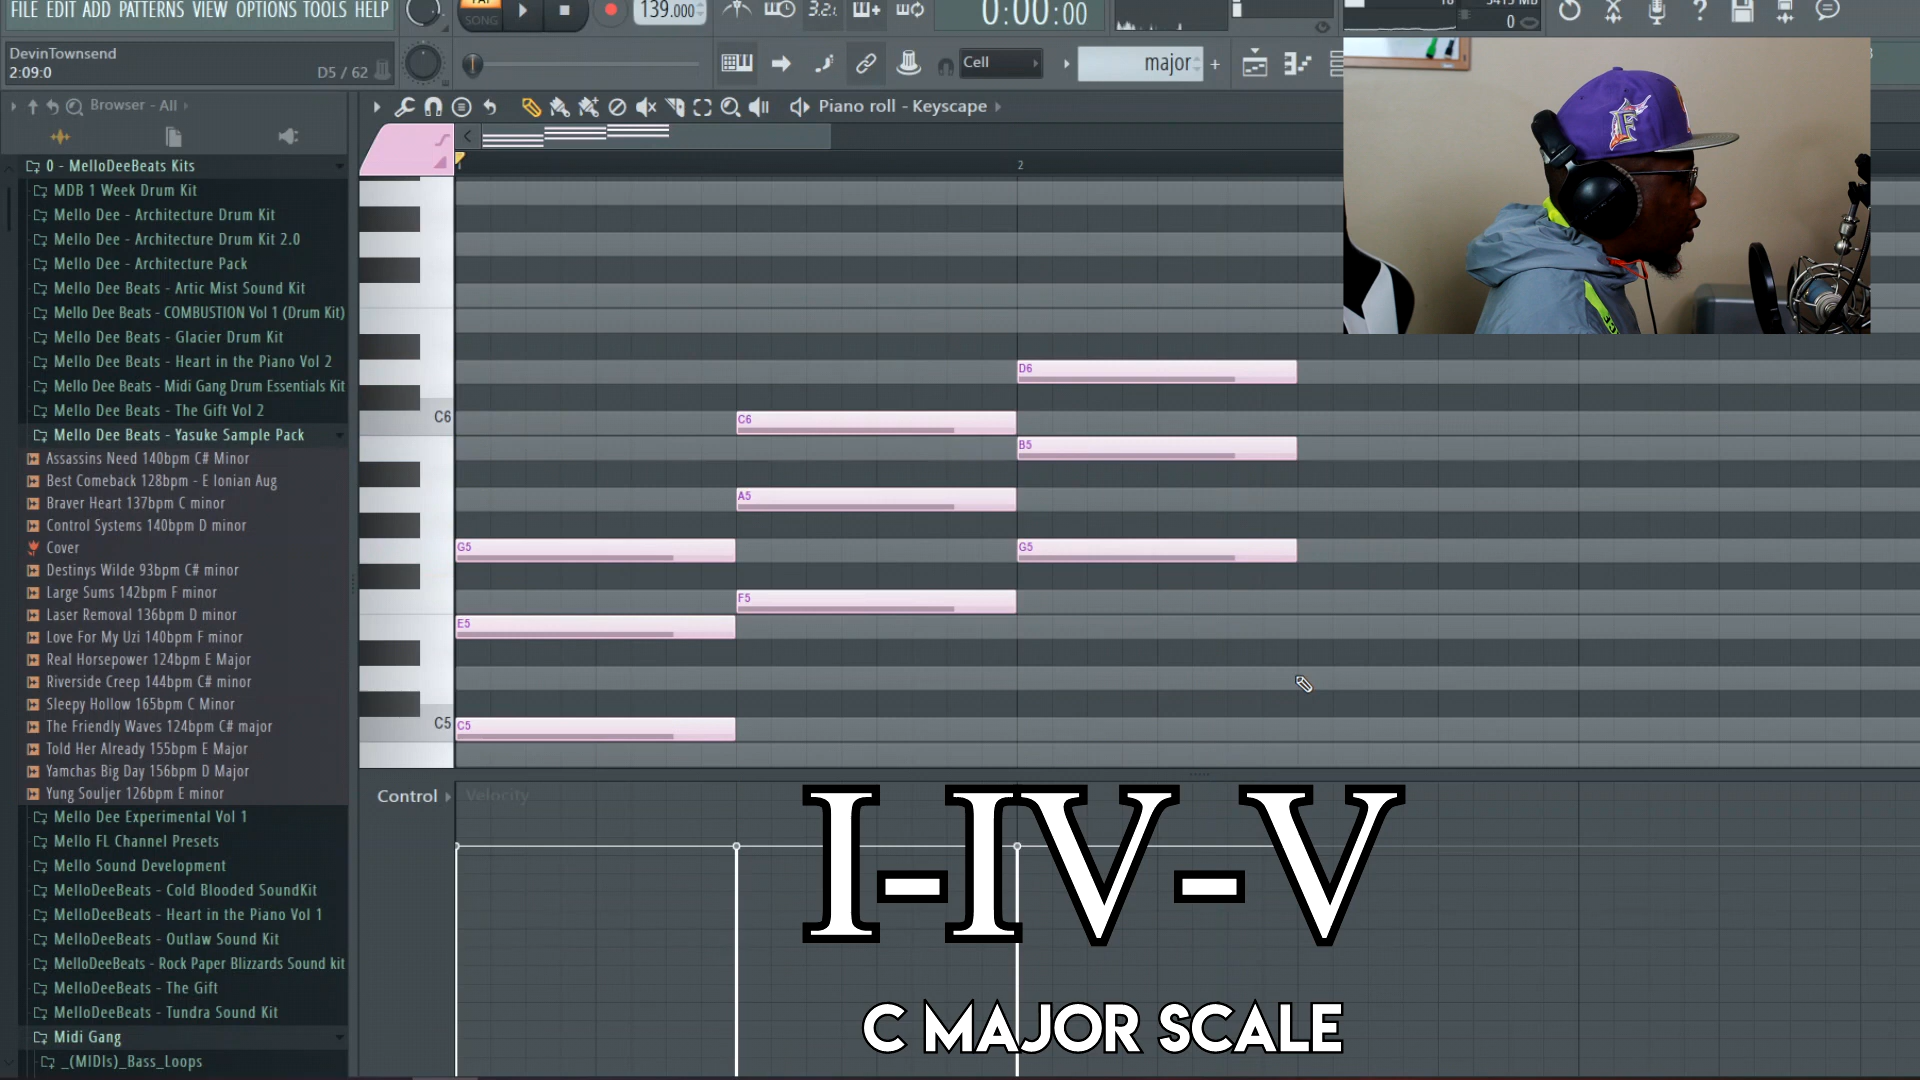 FILE EDIT ADD PATTERNS VIEW OPTIONS TOOLS HELP
SONG
139.000
3.2.
0:00:00
0
DevinTownsend
2:09:0
D5 / 62
Cell
major
Browser - All
Piano roll - Keyscape
2
0 - MelloDeeBeats Kits
MDB 1 Week Drum Kit
Mello Dee - Architecture Drum Kit
Mello Dee - Architecture Drum Kit 2.0
Mello Dee - Architecture Pack
Mello Dee Beats - Artic Mist Sound Kit
Mello Dee Beats - COMBUSTION Vol 1 (Drum Kit)
Mello Dee Beats - Glacier Drum Kit
Mello Dee Beats - Heart in the Piano Vol 2
Mello Dee Beats - Midi Gang Drum Essentials Kit
Mello Dee Beats - The Gift Vol 2
Mello Dee Beats - Yasuke Sample Pack
Assassins Need 140bpm C# Minor
Best Comeback 128bpm - E Ionian Aug
Braver Heart 137bpm C minor
Control Systems 140bpm D minor
Cover
Destinys Wilde 93bpm C# minor
Large Sums 142bpm F minor
Laser Removal 136bpm D minor
Love For My Uzi 140bpm F minor
Real Horsepower 124bpm E Major
Riverside Creep 144bpm C# minor
Sleepy Hollow 165bpm C Minor
The Friendly Waves 124bpm C# major
Told Her Already 155bpm E Major
Yamchas Big Day 156bpm D Major
Yung Souljer 126bpm E minor
Mello Dee Experimental Vol 1
Mello FL Channel Presets
Mello Sound Development
MelloDeeBeats - Cold Blooded SoundKit
MelloDeeBeats - Heart in the Piano Vol 1
MelloDeeBeats - Outlaw Sound Kit
MelloDeeBeats - Rock Paper Blizzards Sound kit
MelloDeeBeats - The Gift
MelloDeeBeats - Tundra Sound Kit
Midi Gang
_(MIDIs)_Bass_Loops
D6
C6
C6
B5
A5
G5
G5
F5
E5
C5
C5
Control
Velocity
I-IV-V
C MAJOR SCALE